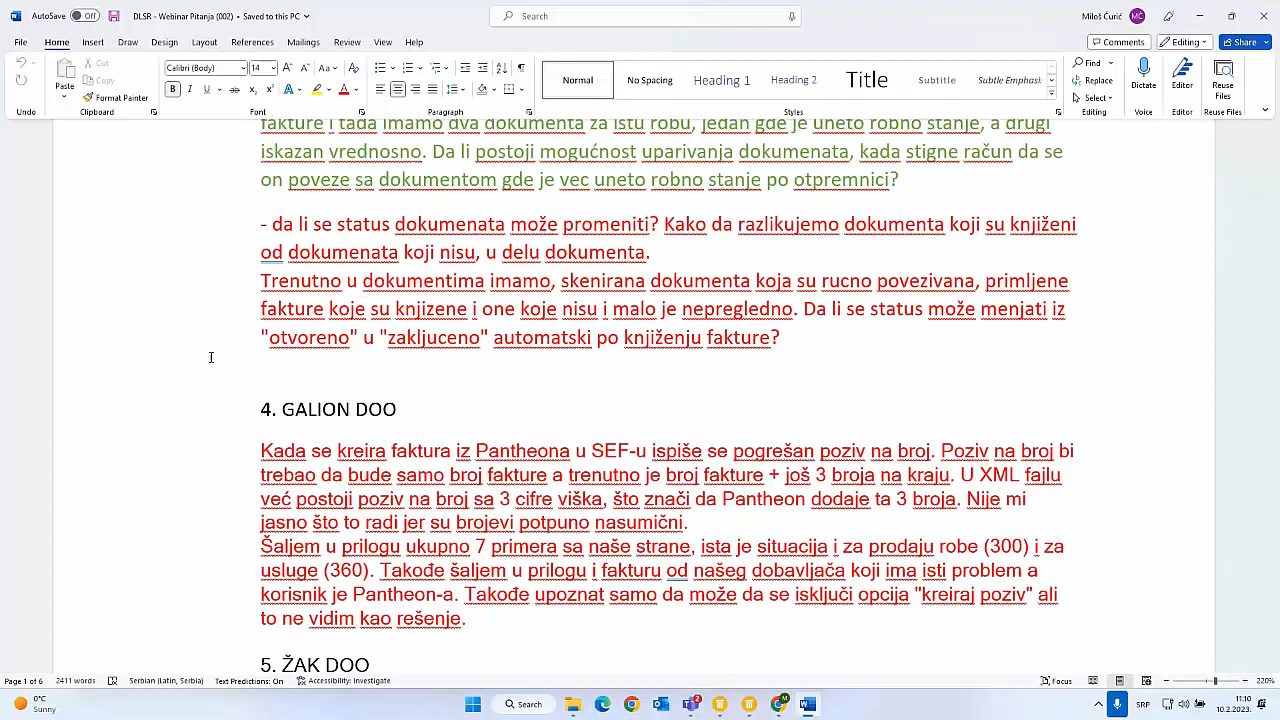 AutoSave Off DLSR - Webinar Pitanja (002) • Saved to this PC Search Miloš Ćurić MĆ
File Home Insert Draw Design Layout References Mailings Review View Help Comments Editing Share
Undo Paste Cut Copy Format Painter Clipboard
Calibri (Body) 14 Font Paragraph
Normal No Spacing Heading 1 Heading 2 Title Subtitle Subtle Emphasi... Styles
Find Replace Select Editing Dictate Voice Editor Editor Reuse Files Reuse Files
fakture i tada imamo dva dokumenta za istu robu, jedan gde je uneto robno stanje, a drugi
iskazan vrednosno. Da li postoji mogućnost uparivanja dokumenata, kada stigne račun da se
on poveze sa dokumentom gde je vec uneto robno stanje po otpremnici?
- da li se status dokumenata može promeniti? Kako da razlikujemo dokumenta koji su knjiženi
od dokumenata koji nisu, u delu dokumenta.
Trenutno u dokumentima imamo, skenirana dokumenta koja su rucno povezivana, primljene
fakture koje su knjizene i one koje nisu i malo je nepregledno. Da li se status može menjati iz
"otvoreno" u "zakljuceno" automatski po knjiženju fakture?
4. GALION DOO
Kada se kreira faktura iz Pantheona u SEF-u ispiše se pogrešan poziv na broj. Poziv na broj bi
trebao da bude samo broj fakture a trenutno je broj fakture + još 3 broja na kraju. U XML fajlu
već postoji poziv na broj sa 3 cifre viška, što znači da Pantheon dodaje ta 3 broja. Nije mi
jasno što to radi jer su brojevi potpuno nasumični.
Šaljem u prilogu ukupno 7 primera sa naše strane, ista je situacija i za prodaju robe (300) i za
usluge (360). Takođe šaljem u prilogu i fakturu od našeg dobavljača koji ima isti problem a
korisnik je Pantheon-a. Takođe upoznat samo da može da se isključi opcija "kreiraj poziv" ali
to ne vidim kao rešenje.
5. ŽAK DOO
Page 1 of 6 2411 words Serbian (Latin, Serbia) Text Predictions: On Accessibility: Investigate Focus 220%
0°C Sunny Search 2 SRP 11:10 10.2.2023.